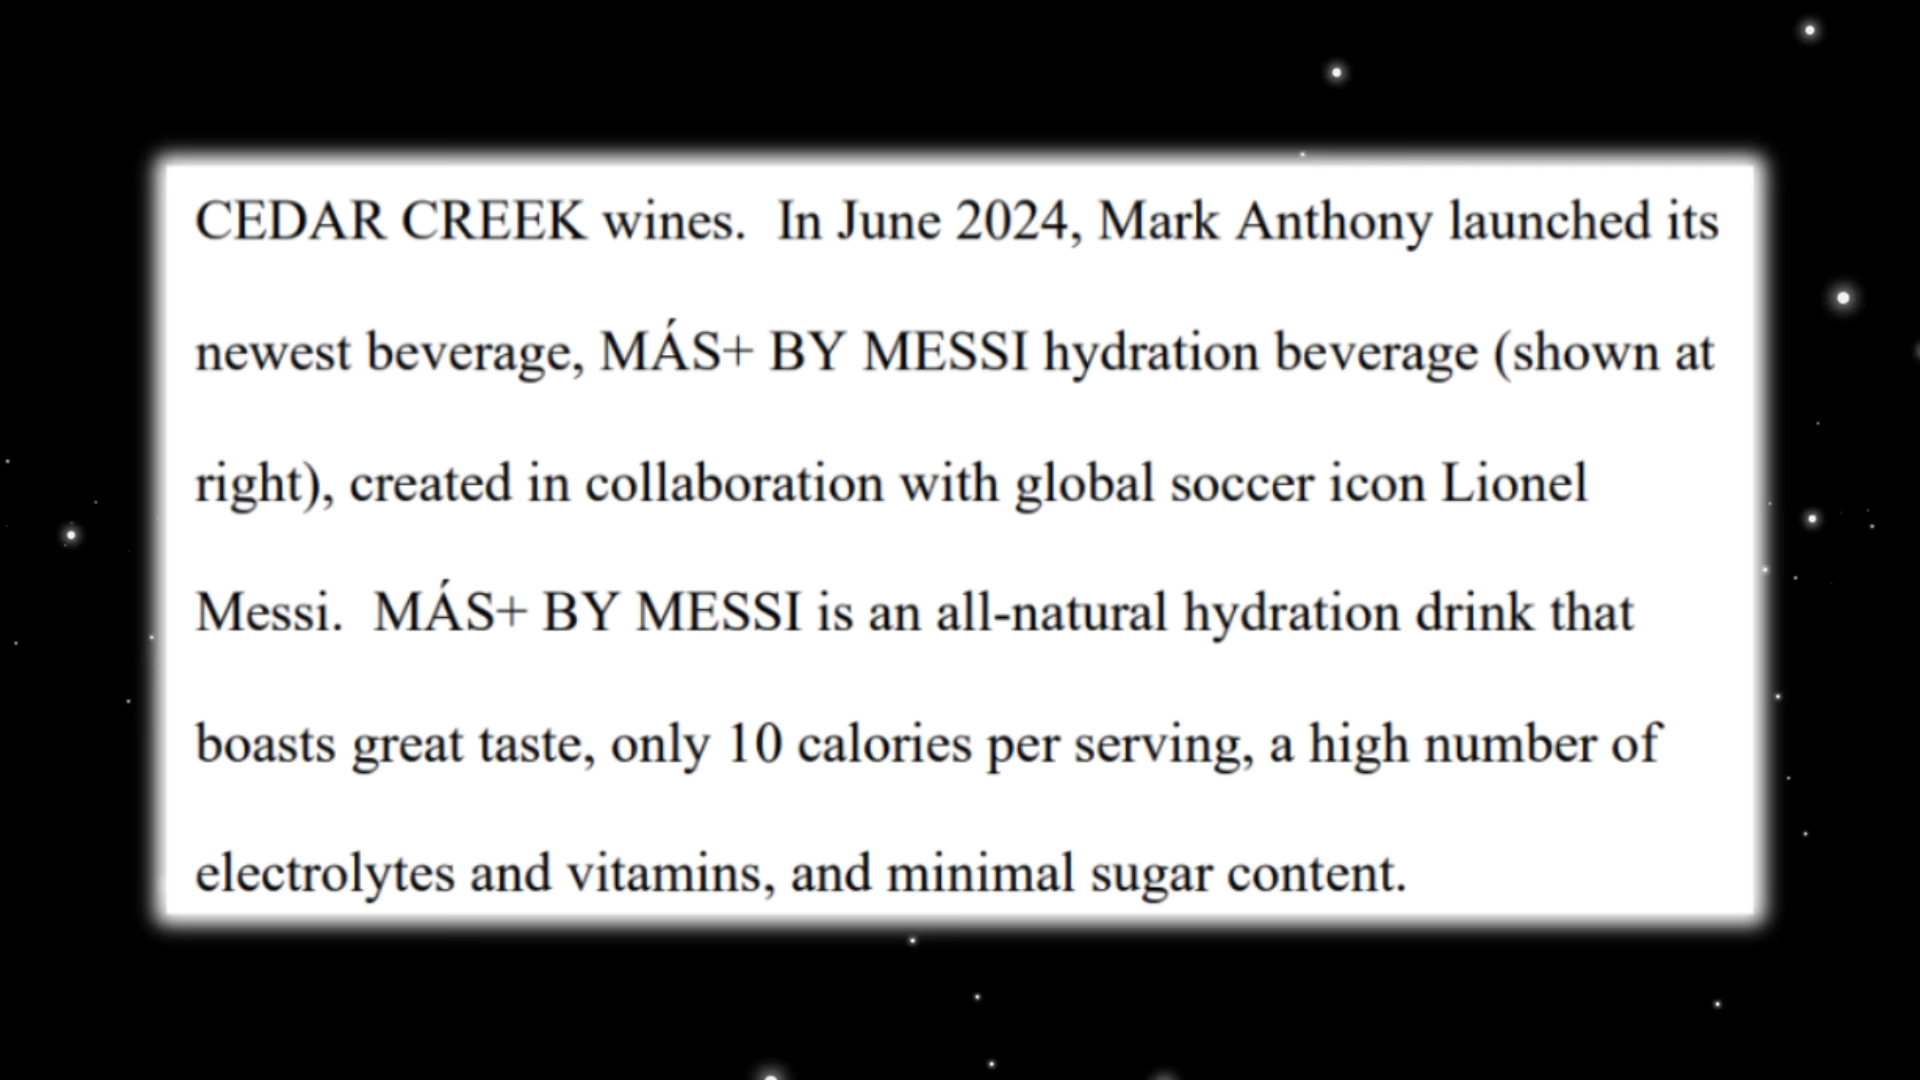 CEDAR CREEK wines.  In June 2024, Mark Anthony launched its
newest beverage, MÁS+ BY MESSI hydration beverage (shown at
right), created in collaboration with global soccer icon Lionel
Messi.  MÁS+ BY MESSI is an all-natural hydration drink that
boasts great taste, only 10 calories per serving, a high number of
electrolytes and vitamins, and minimal sugar content.